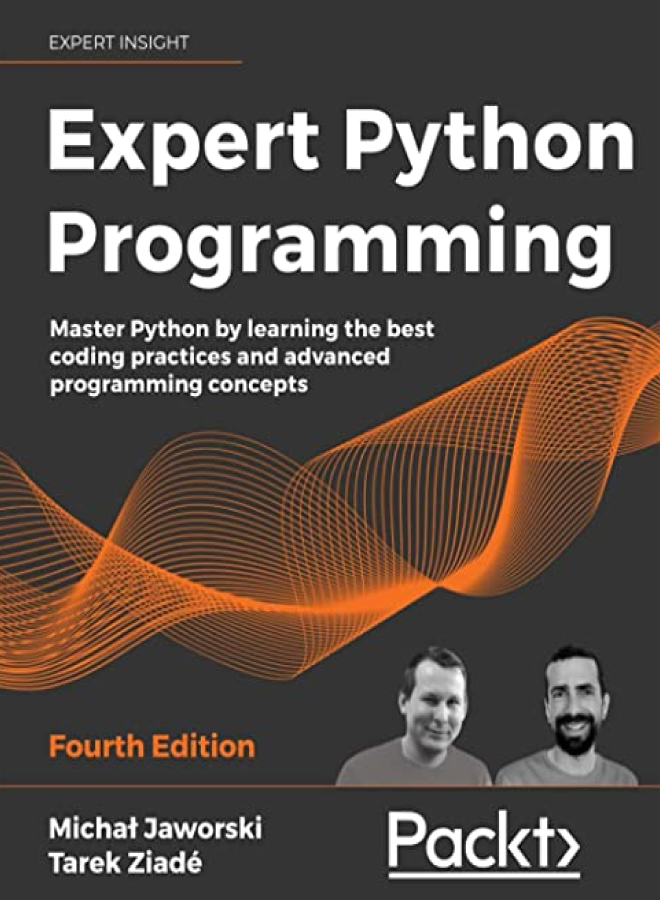 EXPERT INSIGHT
Expert Python
Programming
Master Python by learning the best
coding practices and advanced
programming concepts
Fourth Edition
Michał Jaworski
Tarek Ziadé
Packt>